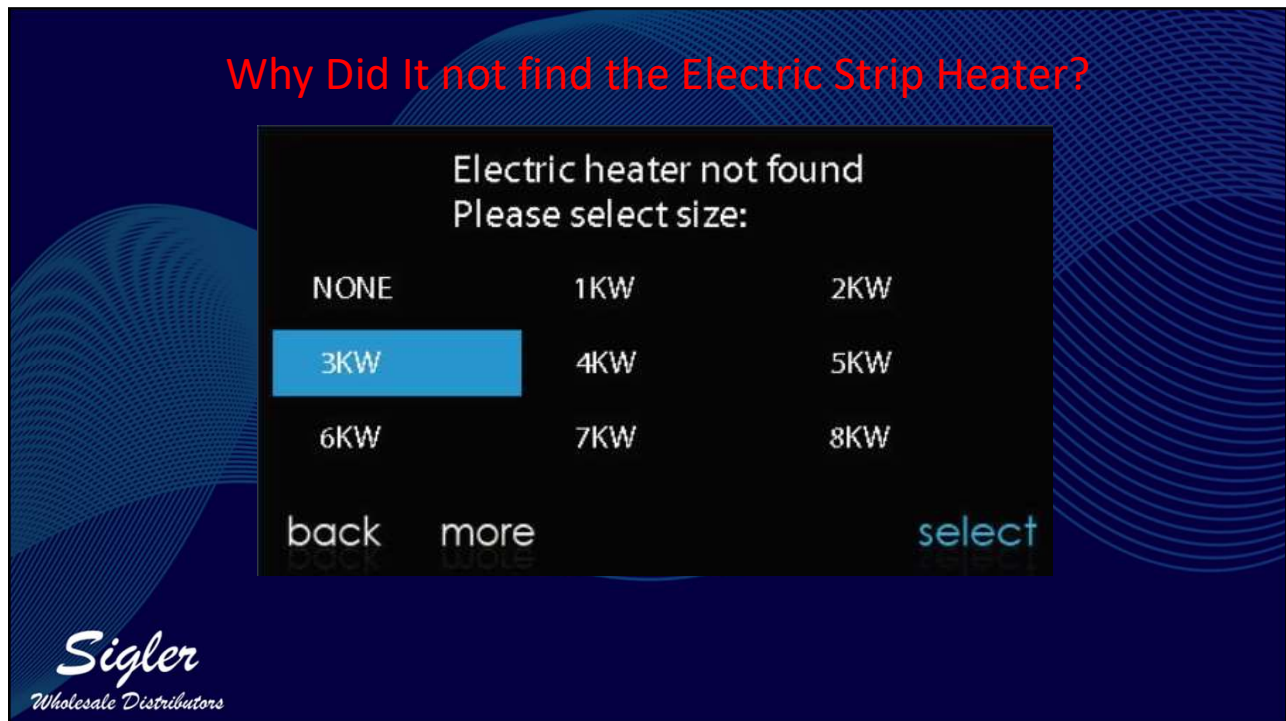 Why Did It not find the Electric Strip Heater?
Electric heater not found
Please select size:
NONE 1KW 2KW
3KW 4KW 5KW
6KW 7KW 8KW
back more select
Sigler
Wholesale Distributors